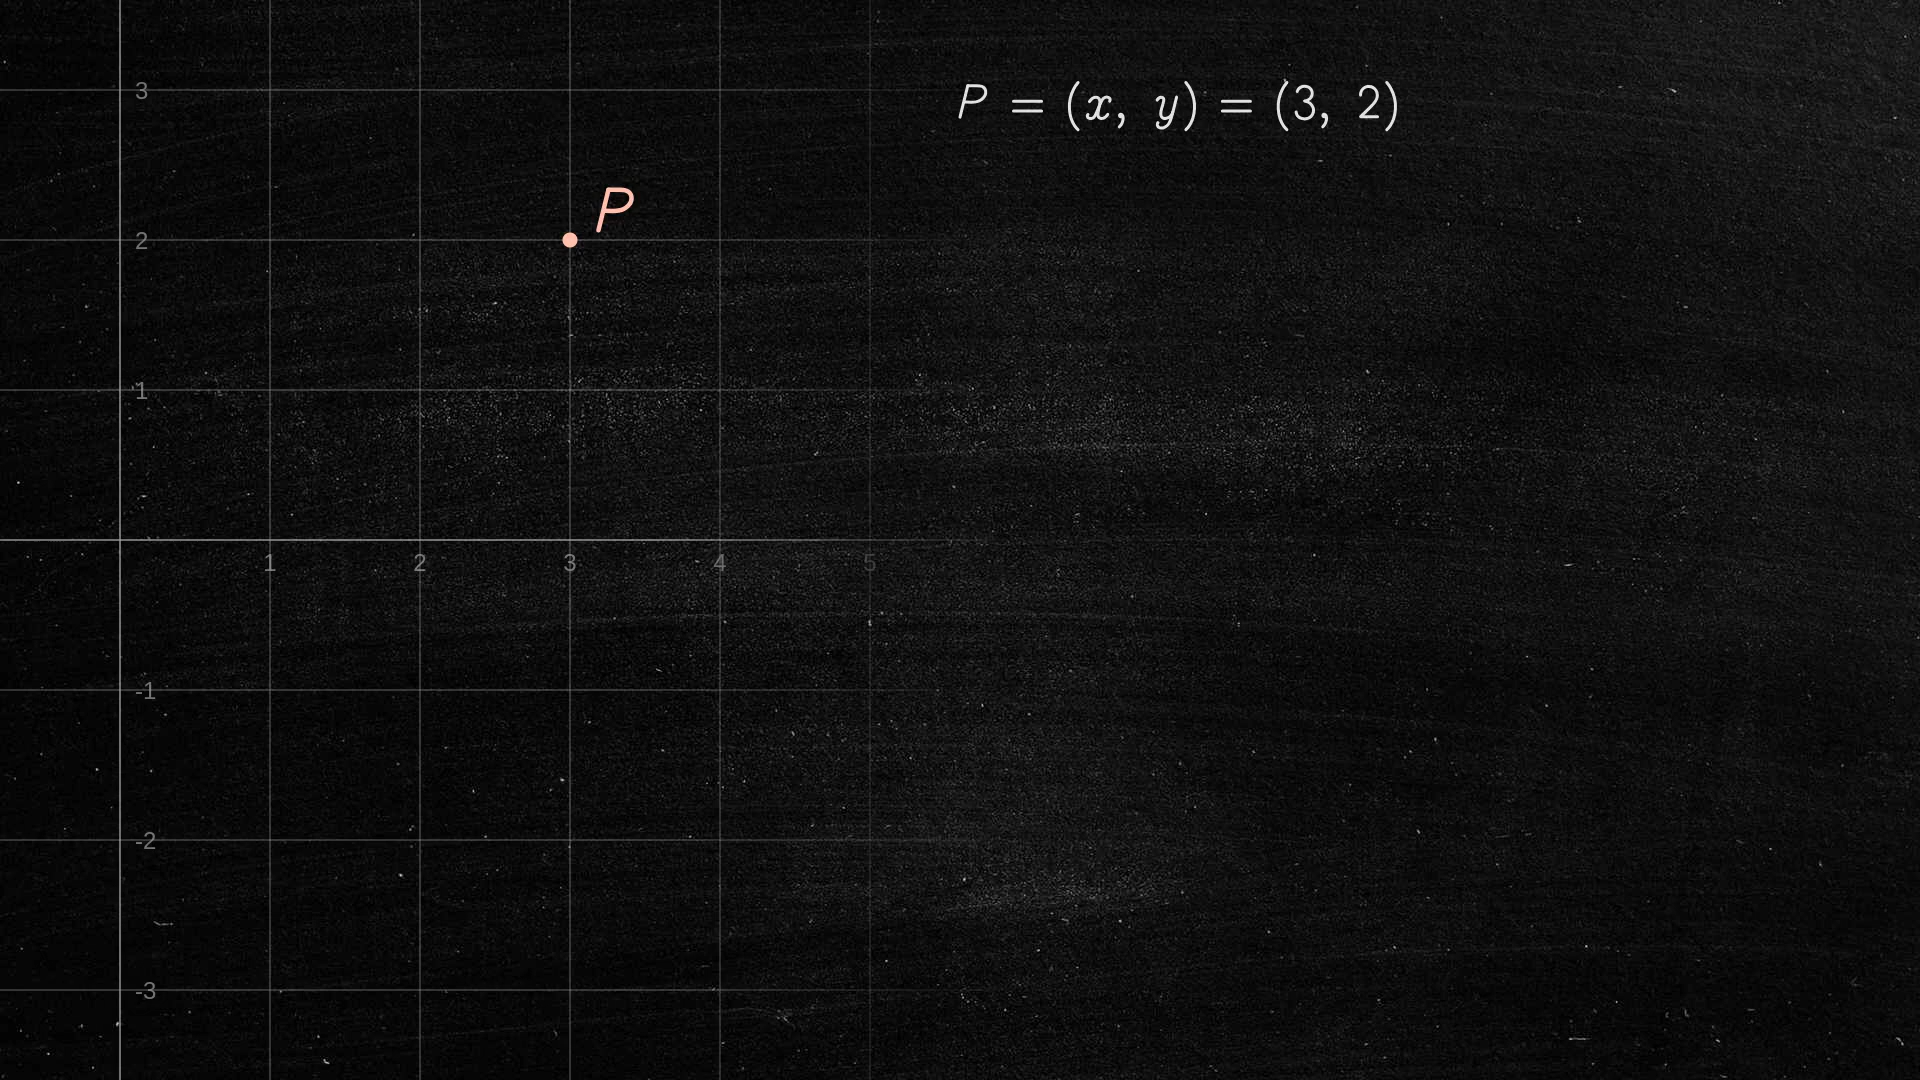 P = (x, y) = (3, 2)
3
P
2
1
1 2 3 4 5
-1
-2
-3